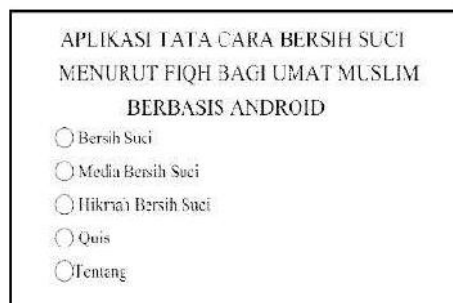 APLIKASI TATA CARA BERSIH SUCI
MENURUT FIQH BAGI UMAT MUSLIM
BERBASIS ANDROID
Bersih Suci
Media Bersih Suci
Hikmah Bersih Suci
Quis
Tentang